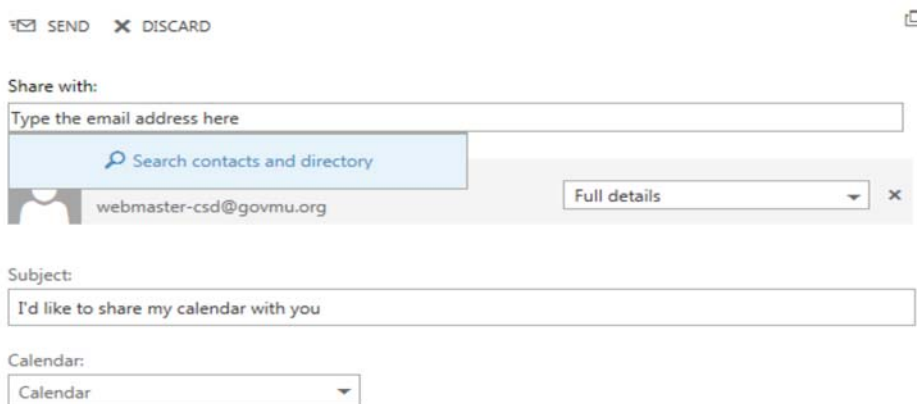 SEND DISCARD
Share with:
Type the email address here
Search contacts and directory
webmaster-csd@govmu.org Full details
Subject:
I'd like to share my calendar with you
Calendar:
Calendar